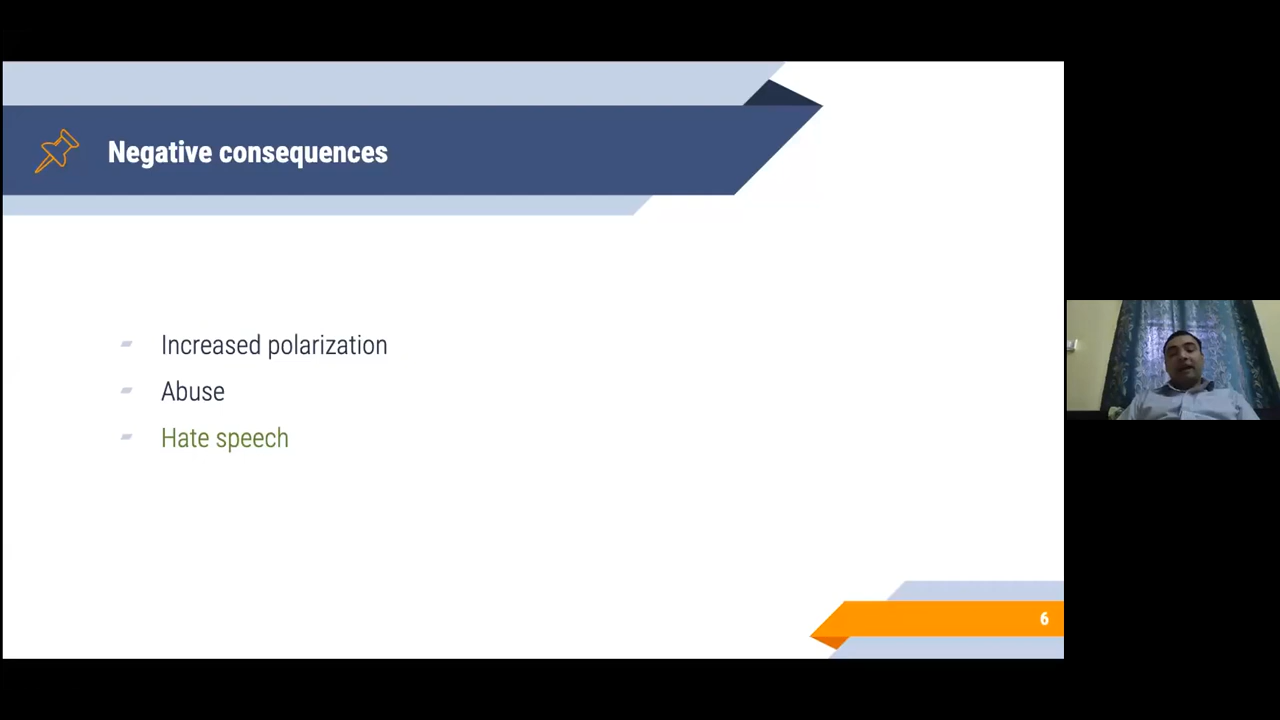 Negative consequences
Increased polarization
Abuse
Hate speech
6